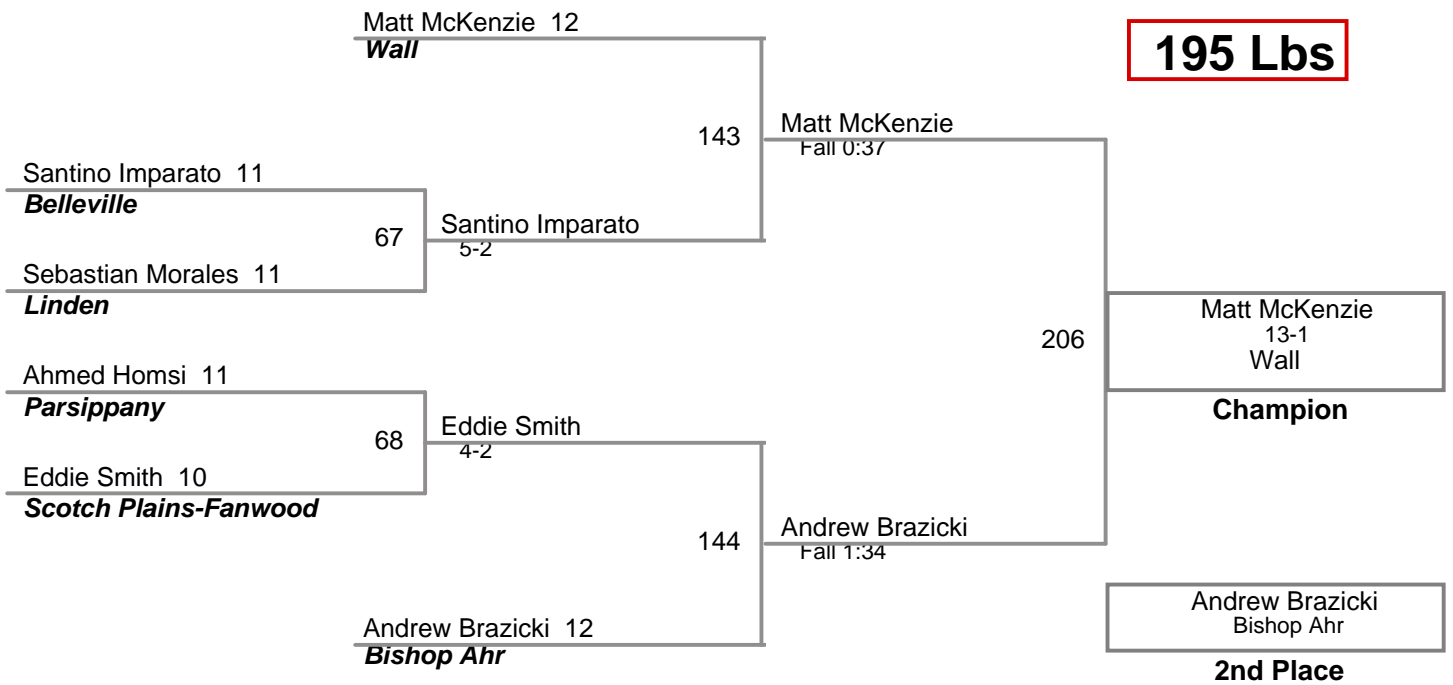 Matt McKenzie 12
Wall
195 Lbs
143
Matt McKenzie
Fall 0:37
Santino Imparato 11
Belleville
67
Santino Imparato
5-2
Sebastian Morales 11
Linden
206
Matt McKenzie
13-1
Wall
Champion
Ahmed Homsi 11
Parsippany
68
Eddie Smith
4-2
Eddie Smith 10
Scotch Plains-Fanwood
144
Andrew Brazicki
Fall 1:34
Andrew Brazicki 12
Bishop Ahr
Andrew Brazicki
Bishop Ahr
2nd Place